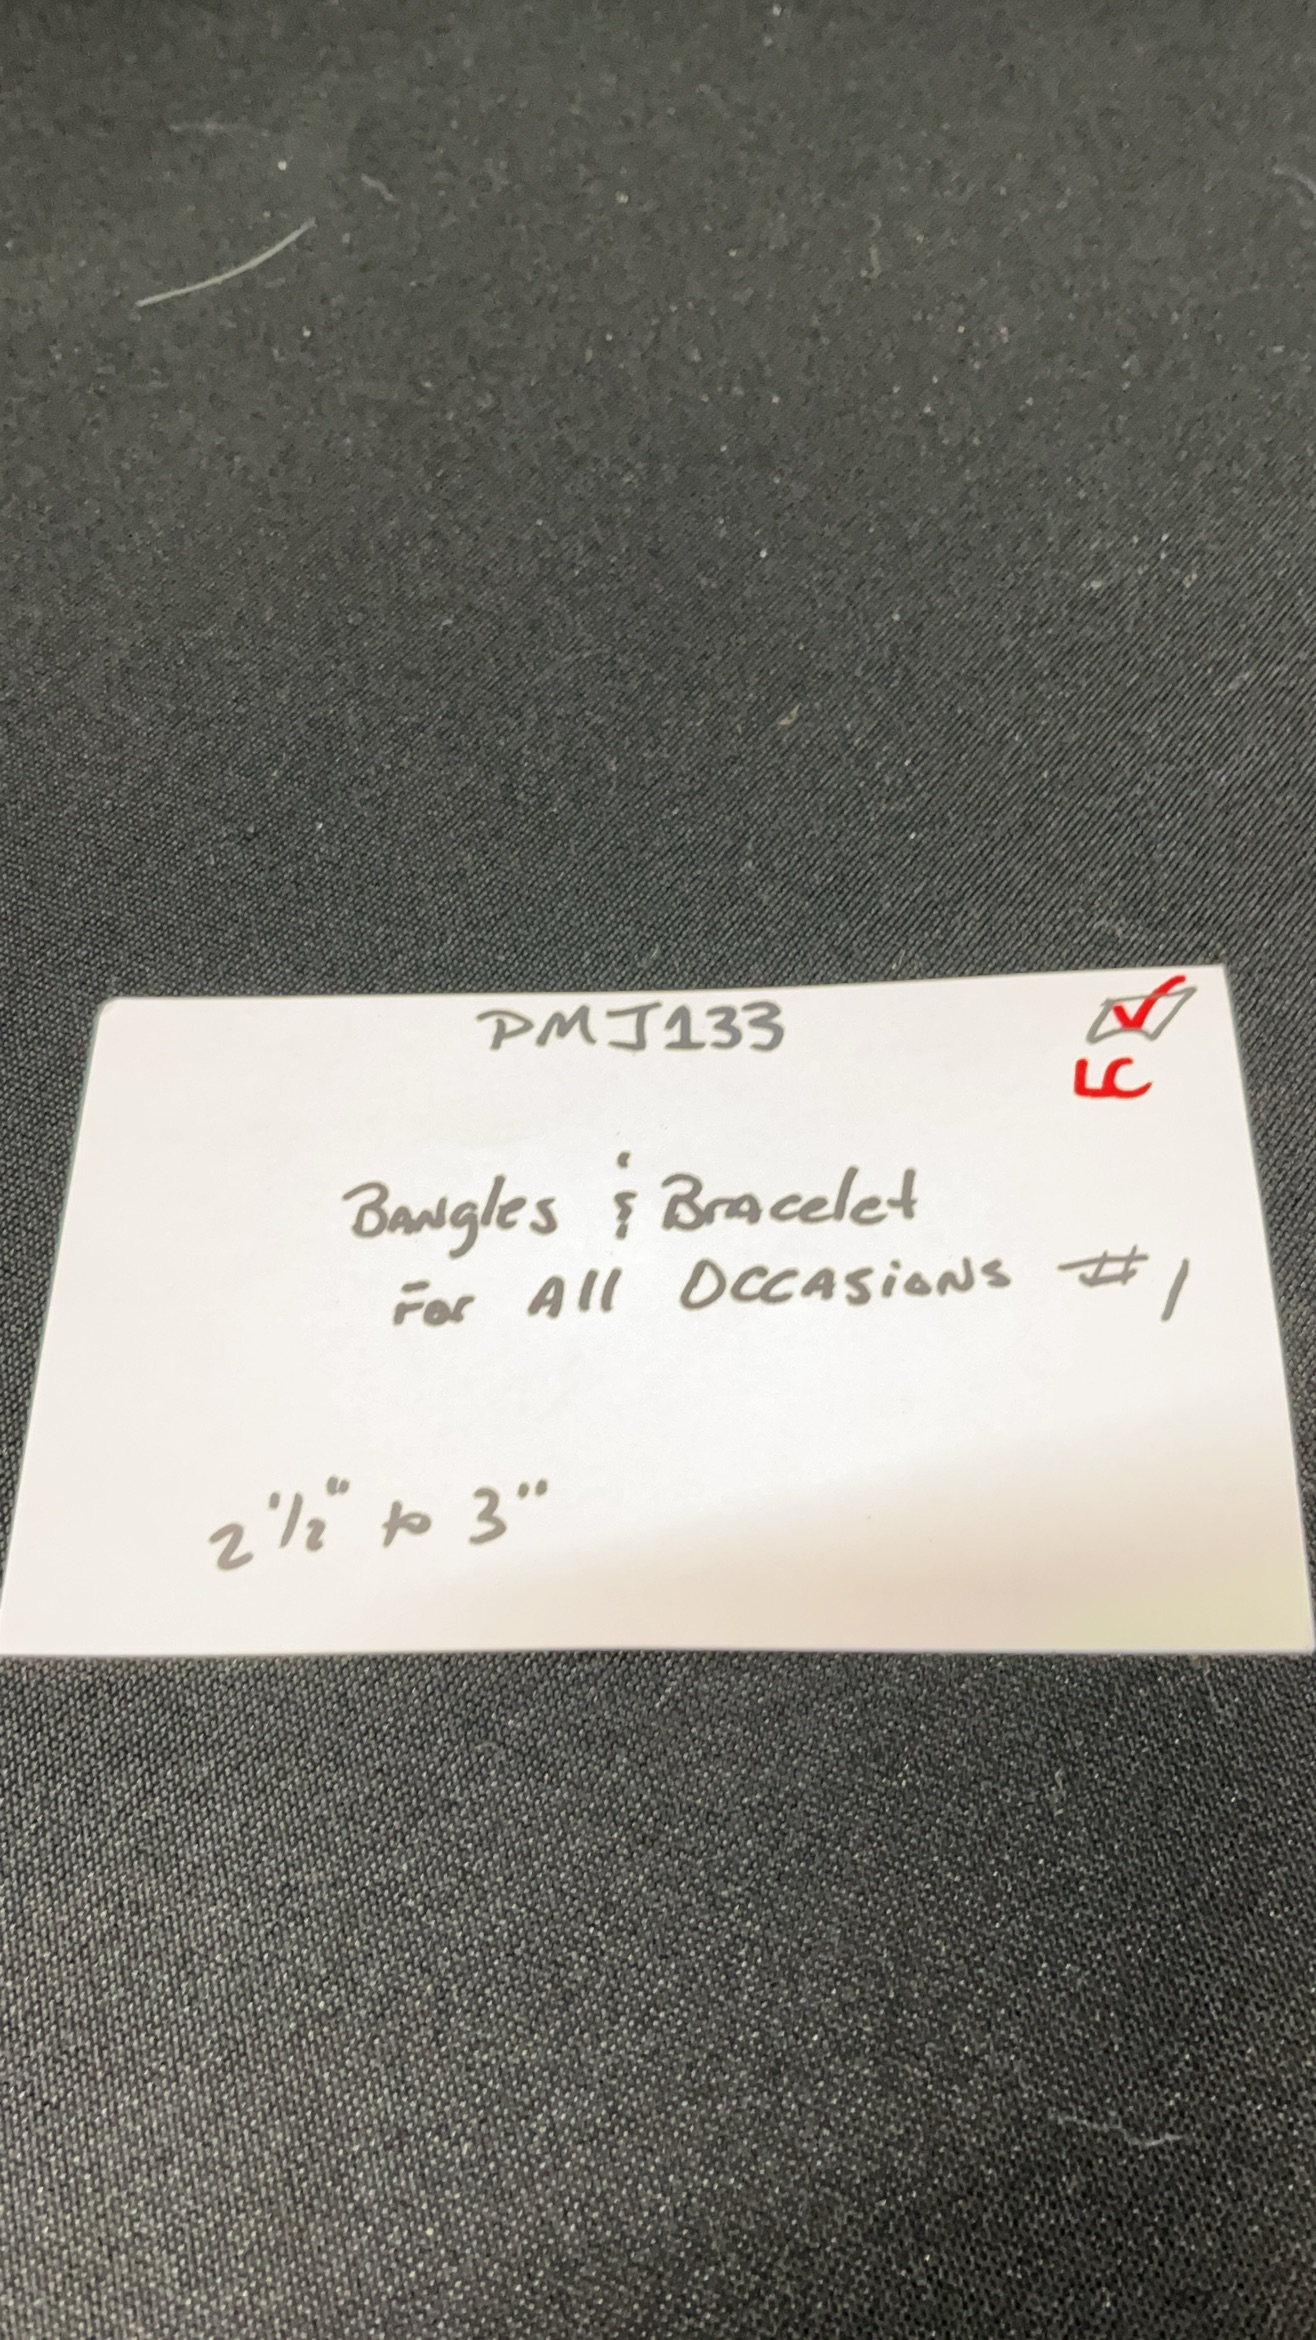 PMJ133
☑
LC
Bangles & Bracelet
For All Occasions #1
2 1/2" to 3"